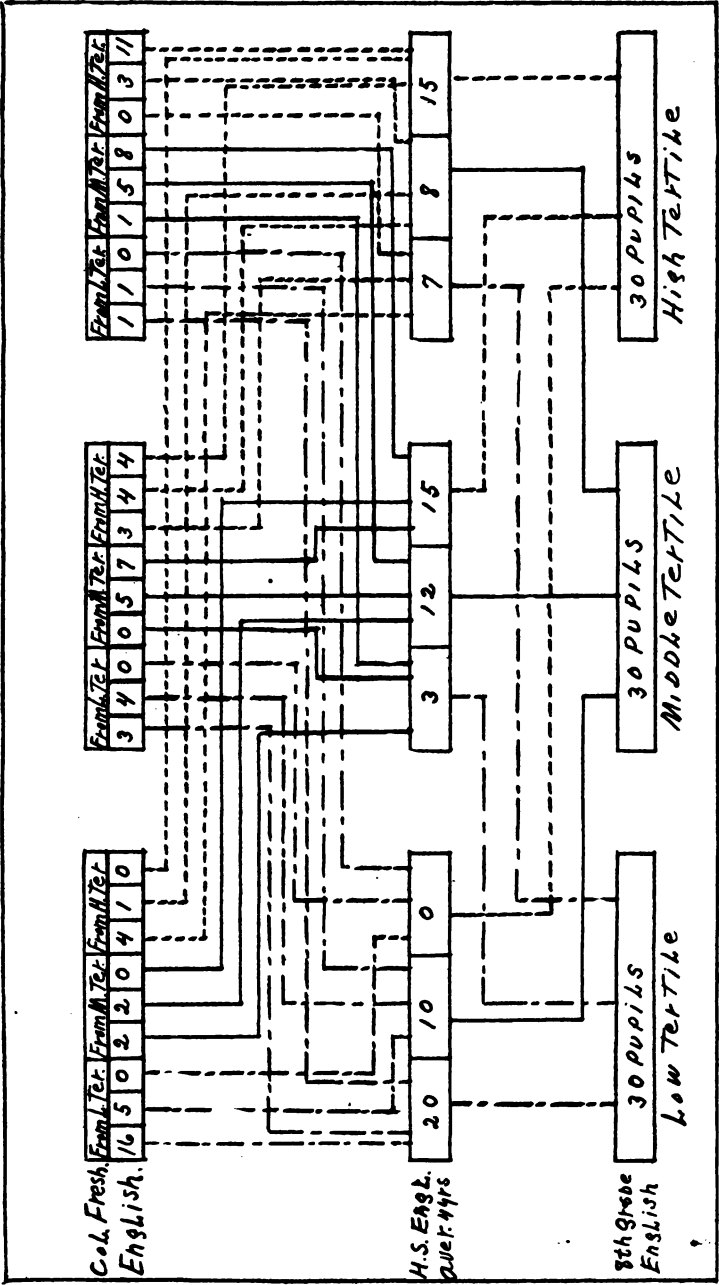 Col. Fresh. English.
From L. Ter. From M. Ter. From H. Ter
16 5 0 2 2 0 4 1 0
From L. Ter From M. Ter. From H. Ter.
3 4 0 0 5 7 3 4 4
From L. Ter From M. Ter. From H. Ter.
1 1 0 1 5 8 0 3 11
H.S. Engl. aver. 4 yrs
20 10 0
3 12 15
7 8 15
8th grade English
30 Pupils
30 Pupils
30 Pupils
Low Tertile
Middle Tertile
High Tertile